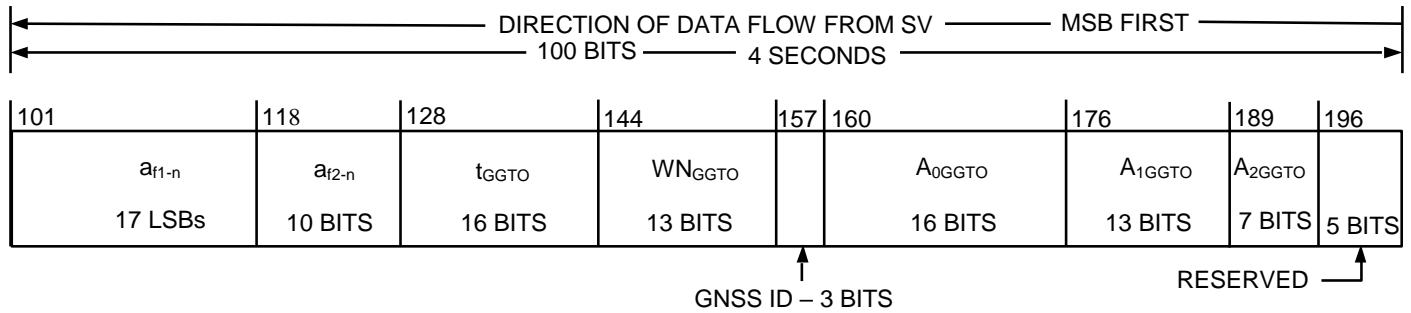 DIRECTION OF DATA FLOW FROM SV MSB FIRST
100 BITS 4 SECONDS
101 118 128 144 157 160 176 189 196
af1-n af2-n tGGTO WNGGTO A0GGTO A1GGTO A2GGTO
17 LSBs 10 BITS 16 BITS 13 BITS 16 BITS 13 BITS 7 BITS 5 BITS
RESERVED
GNSS ID – 3 BITS